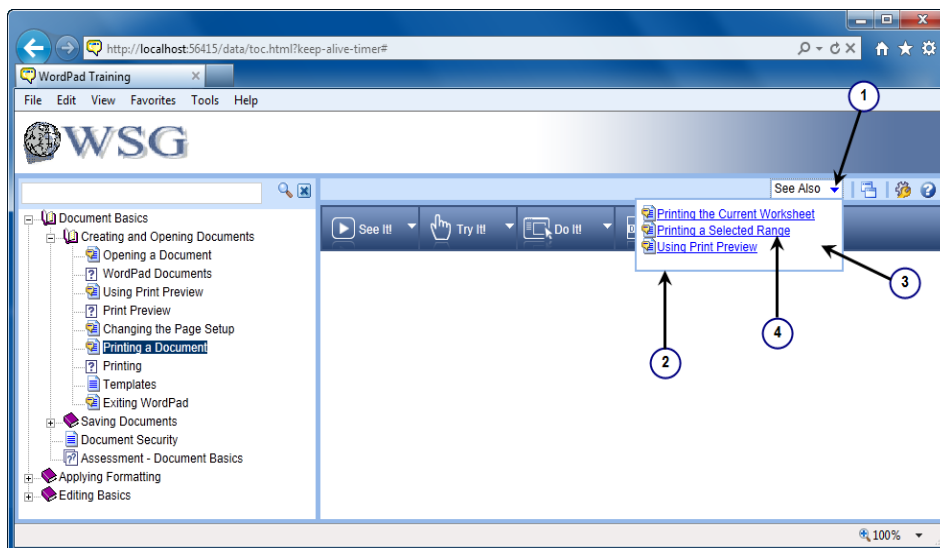 http://localhost:56415/data/toc.html?keep-alive-timer#
WordPad Training
File Edit View Favorites Tools Help
1
WSG
See Also
Document Basics
Creating and Opening Documents
Opening a Document
WordPad Documents
Using Print Preview
Print Preview
Changing the Page Setup
Printing a Document
Printing
Templates
Exiting WordPad
Saving Documents
Document Security
Assessment - Document Basics
Applying Formatting
Editing Basics
See It! Try It! Do It! D
Printing the Current Worksheet
Printing a Selected Range
Using Print Preview
3
4
2
100%